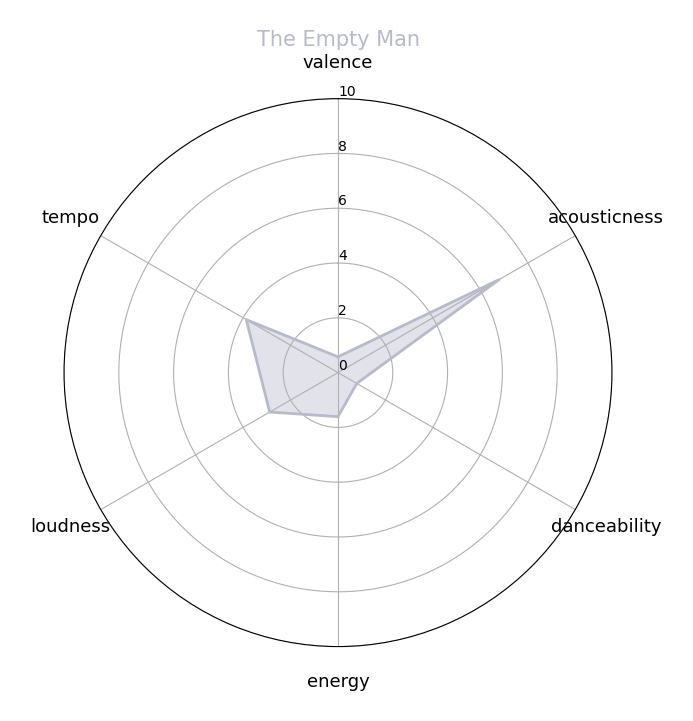 The Empty Man
valence
10
8
6
4
2
0
tempo
acousticness
loudness
danceability
energy